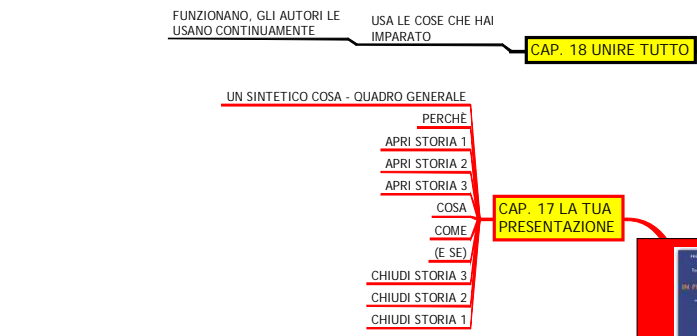 FUNZIONANO, GLI AUTORI LE
USANO CONTINUAMENTE
USA LE COSE CHE HAI
IMPARATO
CAP. 18 UNIRE TUTTO
UN SINTETICO COSA - QUADRO GENERALE
PERCHÈ
APRI STORIA 1
APRI STORIA 2
APRI STORIA 3
COSA
COME
(E SE)
CHIUDI STORIA 3
CHIUDI STORIA 2
CHIUDI STORIA 1
CAP. 17 LA TUA
PRESENTAZIONE